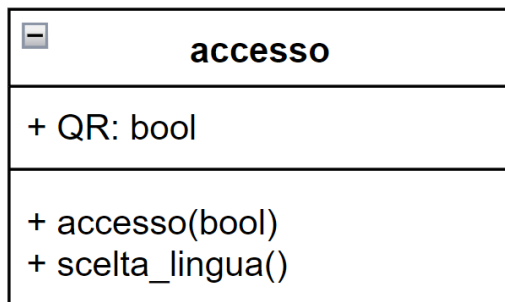 accesso
+ QR: bool
+ accesso(bool)
+ scelta_lingua()